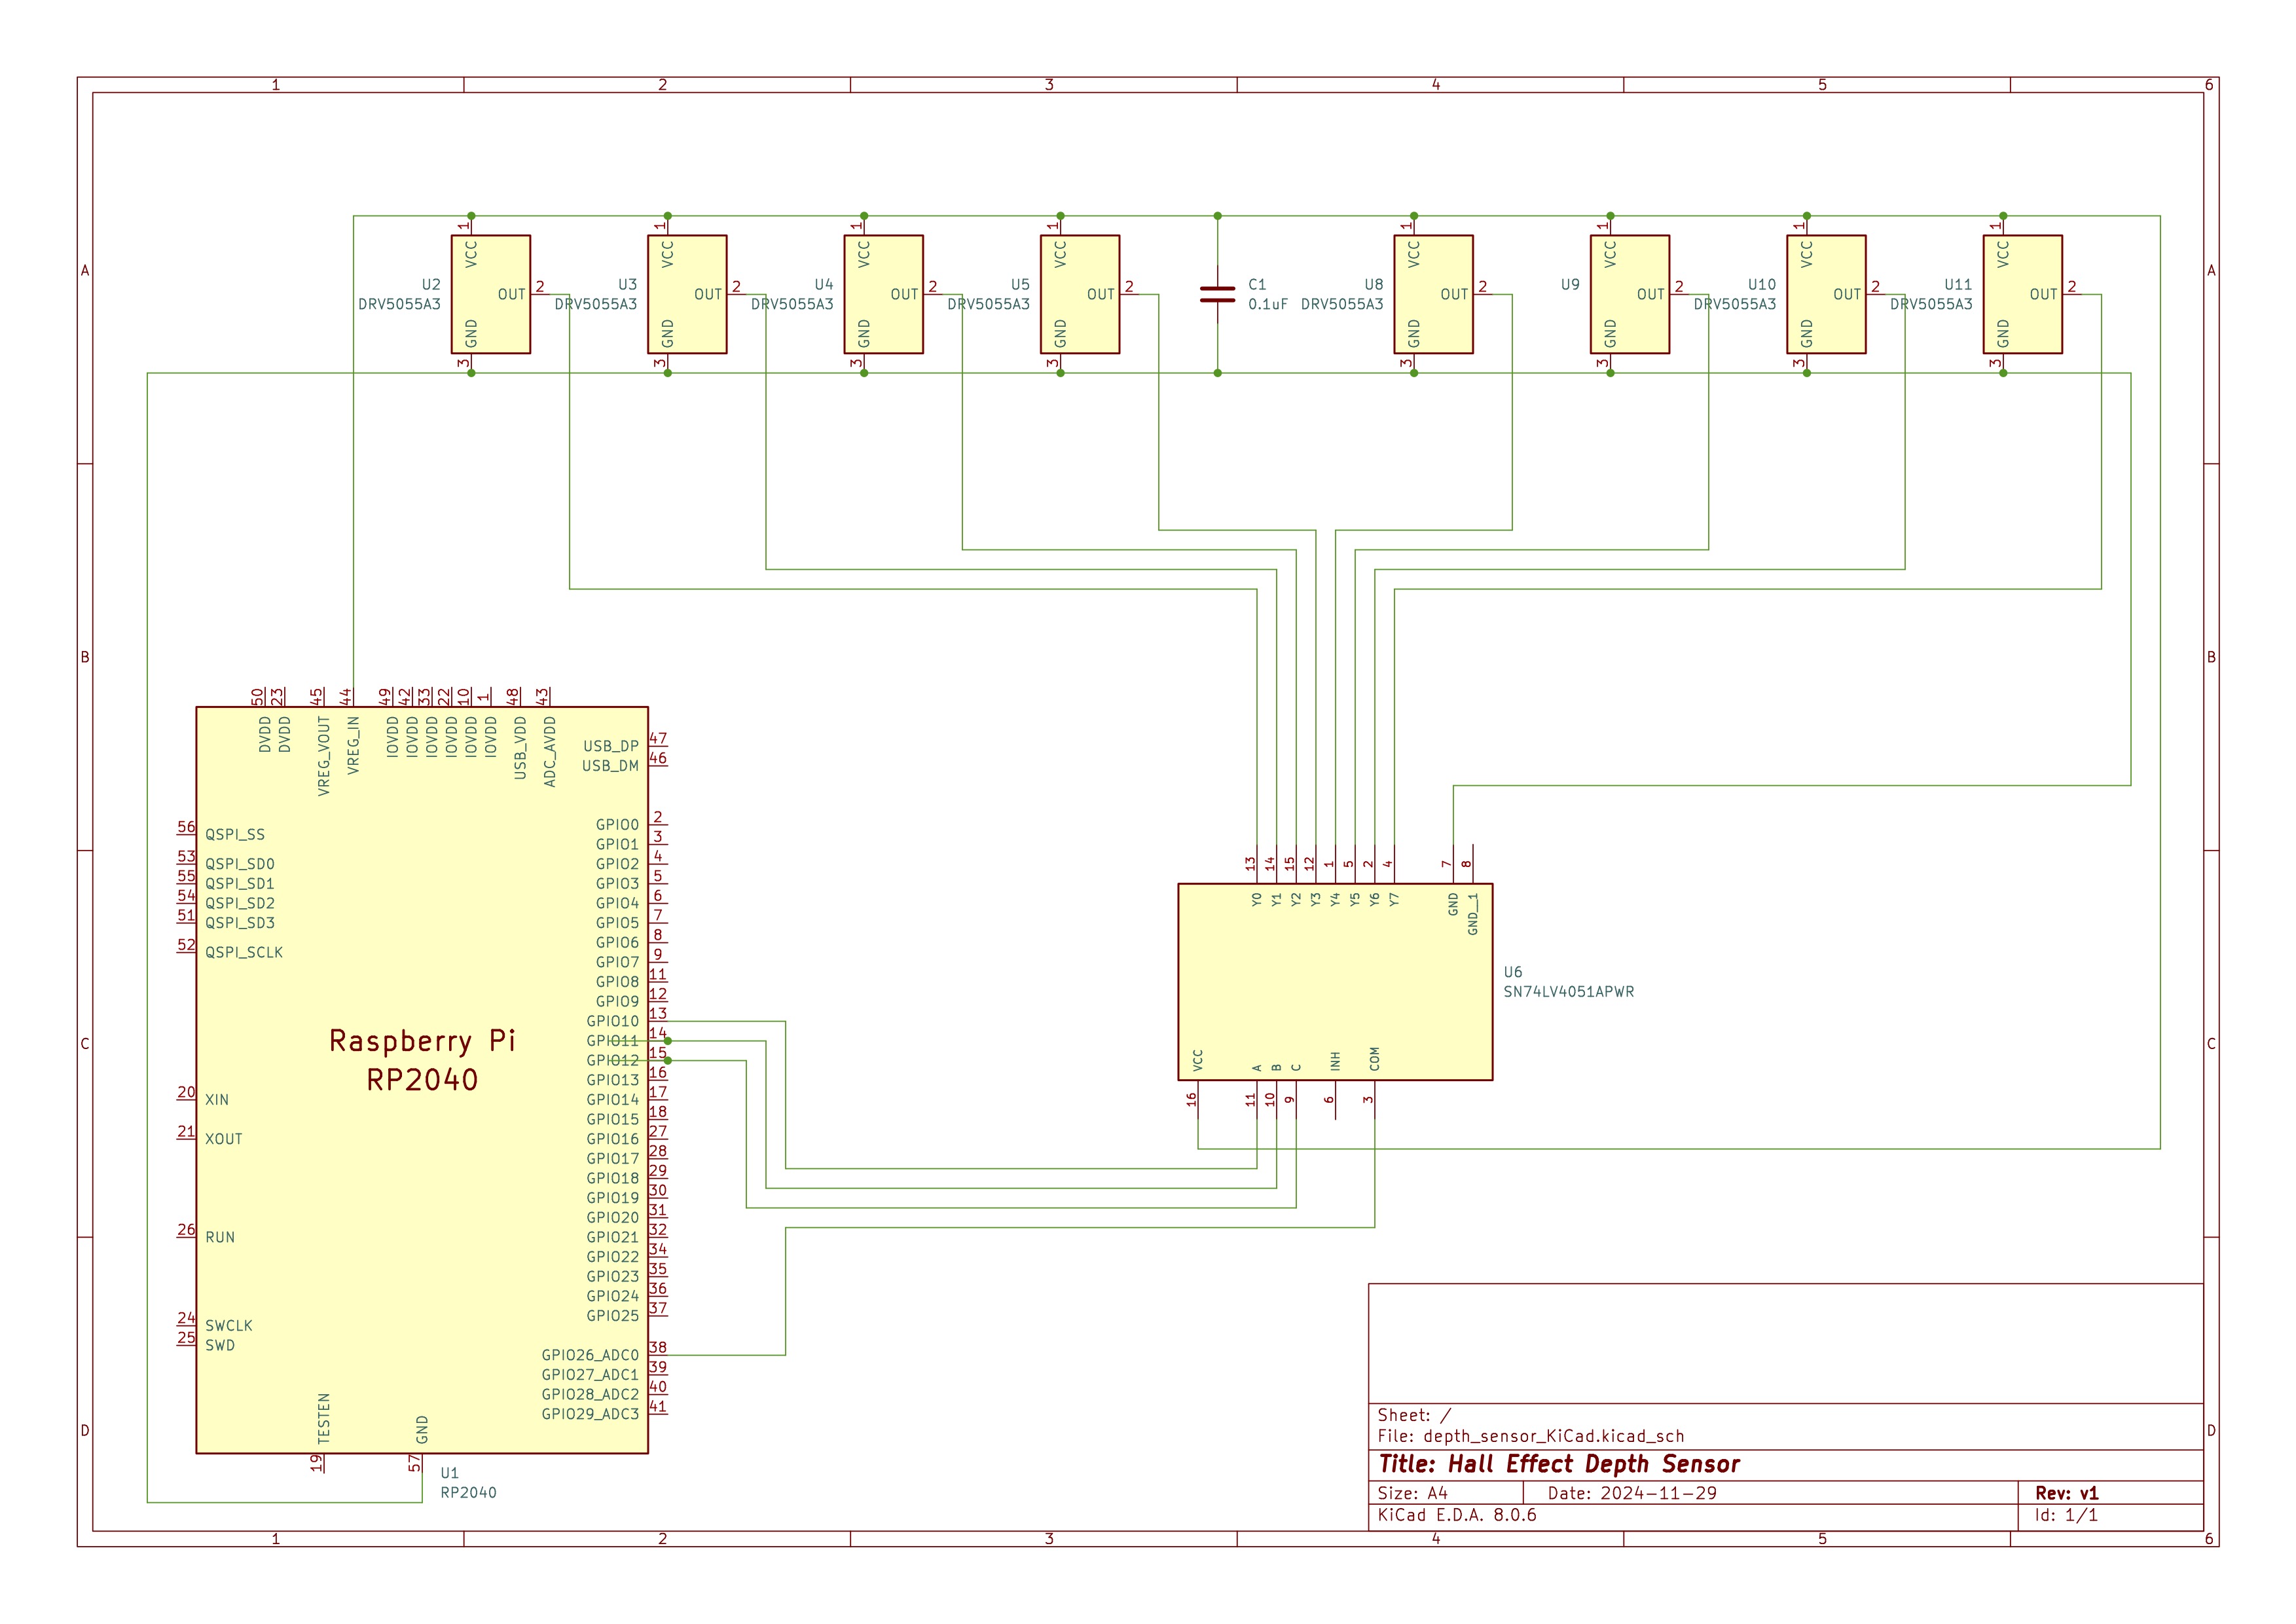 1 2 3 4 5 6
A A
B B
C C
D D
1 2 3 4 5 6
U2
DRV5055A3
1 VCC
OUT 2
GND 3
U3
DRV5055A3
1 VCC
OUT 2
GND 3
U4
DRV5055A3
1 VCC
OUT 2
GND 3
U5
DRV5055A3
1 VCC
OUT 2
GND 3
C1
0.1uF
U8
DRV5055A3
1 VCC
OUT 2
GND 3
U9
1 VCC
OUT 2
GND 3
U10
DRV5055A3
1 VCC
OUT 2
GND 3
U11
DRV5055A3
1 VCC
OUT 2
GND 3
50 DVDD
23 DVDD
45 VREG_VOUT
44 VREG_IN
49 IOVDD
42 IOVDD
33 IOVDD
22 IOVDD
10 IOVDD
1 IOVDD
48 USB_VDD
43 ADC_AVDD
USB_DP 47
USB_DM 46
56 QSPI_SS
53 QSPI_SD0
55 QSPI_SD1
54 QSPI_SD2
51 QSPI_SD3
52 QSPI_SCLK
20 XIN
21 XOUT
26 RUN
24 SWCLK
25 SWD
GPIO0 2
GPIO1 3
GPIO2 4
GPIO3 5
GPIO4 6
GPIO5 7
GPIO6 8
GPIO7 9
GPIO8 11
GPIO9 12
GPIO10 13
GPIO11 14
GPIO12 15
GPIO13 16
GPIO14 17
GPIO15 18
GPIO16 27
GPIO17 28
GPIO18 29
GPIO19 30
GPIO20 31
GPIO21 32
GPIO22 34
GPIO23 35
GPIO24 36
GPIO25 37
GPIO26_ADC0 38
GPIO27_ADC1 39
GPIO28_ADC2 40
GPIO29_ADC3 41
Raspberry Pi
RP2040
TESTEN 19
GND 57
U1
RP2040
13 Y0
14 Y1
15 Y2
12 Y3
1 Y4
5 Y5
2 Y6
4 Y7
7 GND
8 GND__1
U6
SN74LV4051APWR
VCC 16
A 11
B 10
C 9
INH 6
COM 3
Sheet: /
File: depth_sensor_KiCad.kicad_sch
Title: Hall Effect Depth Sensor
Size: A4 Date: 2024-11-29 Rev: v1
KiCad E.D.A. 8.0.6 Id: 1/1